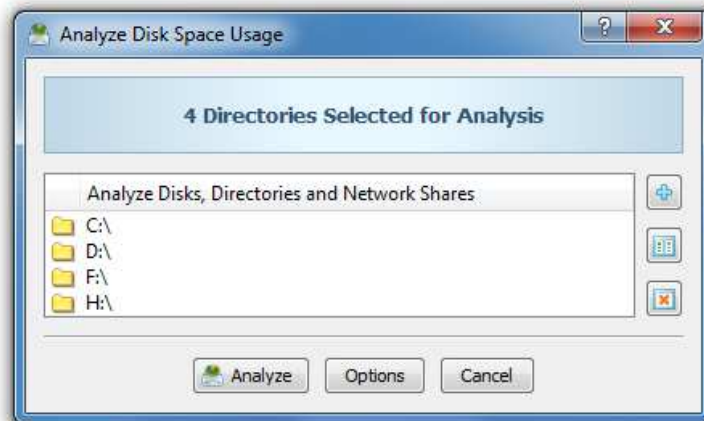 Analyze Disk Space Usage
4 Directories Selected for Analysis
Analyze Disks, Directories and Network Shares
C:\
D:\
F:\
H:\
Analyze Options Cancel